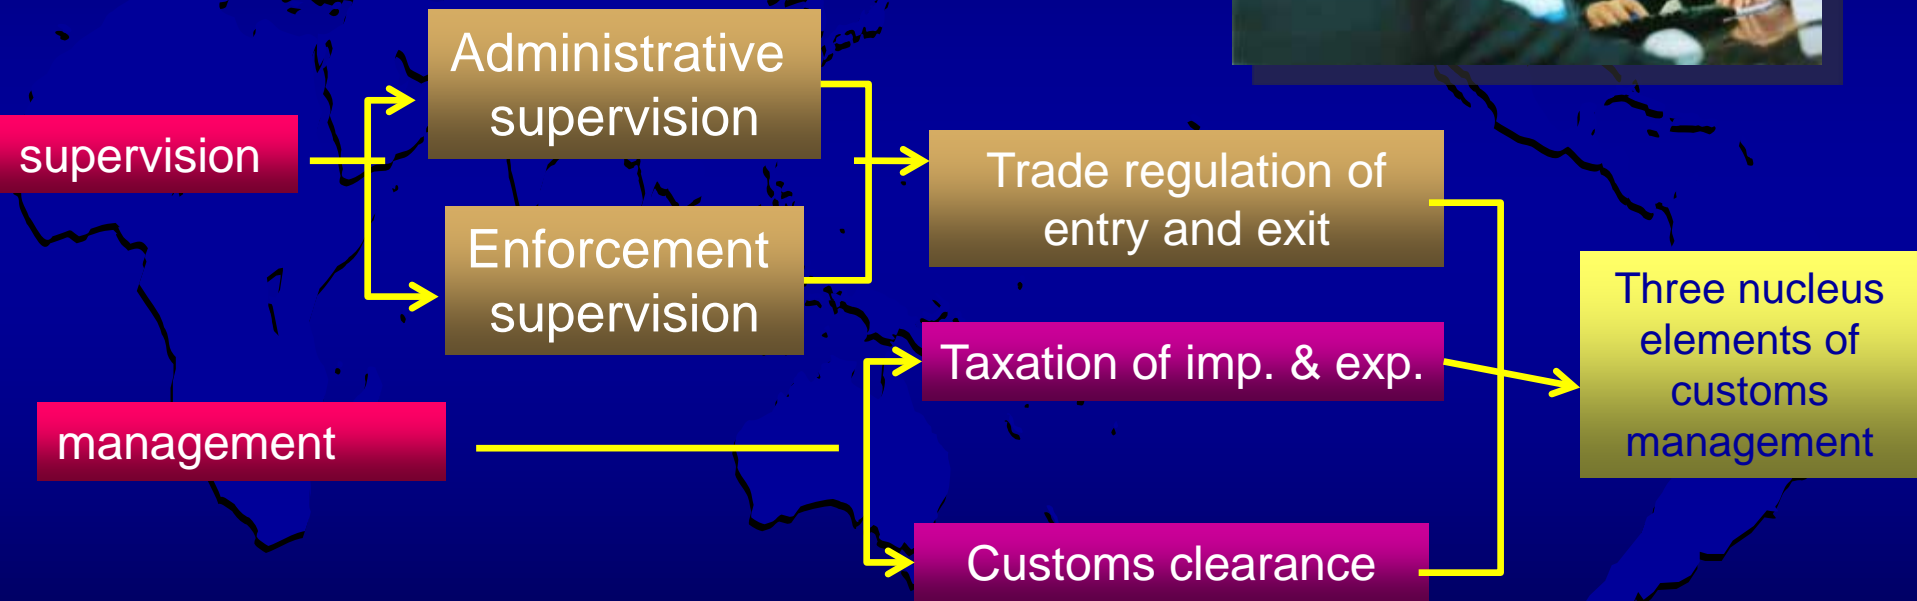 supervision
Administrative
supervision
Enforcement
supervision
Trade regulation of
entry and exit
management
Taxation of imp. & exp.
Customs clearance
Three nucleus
elements of
customs
management